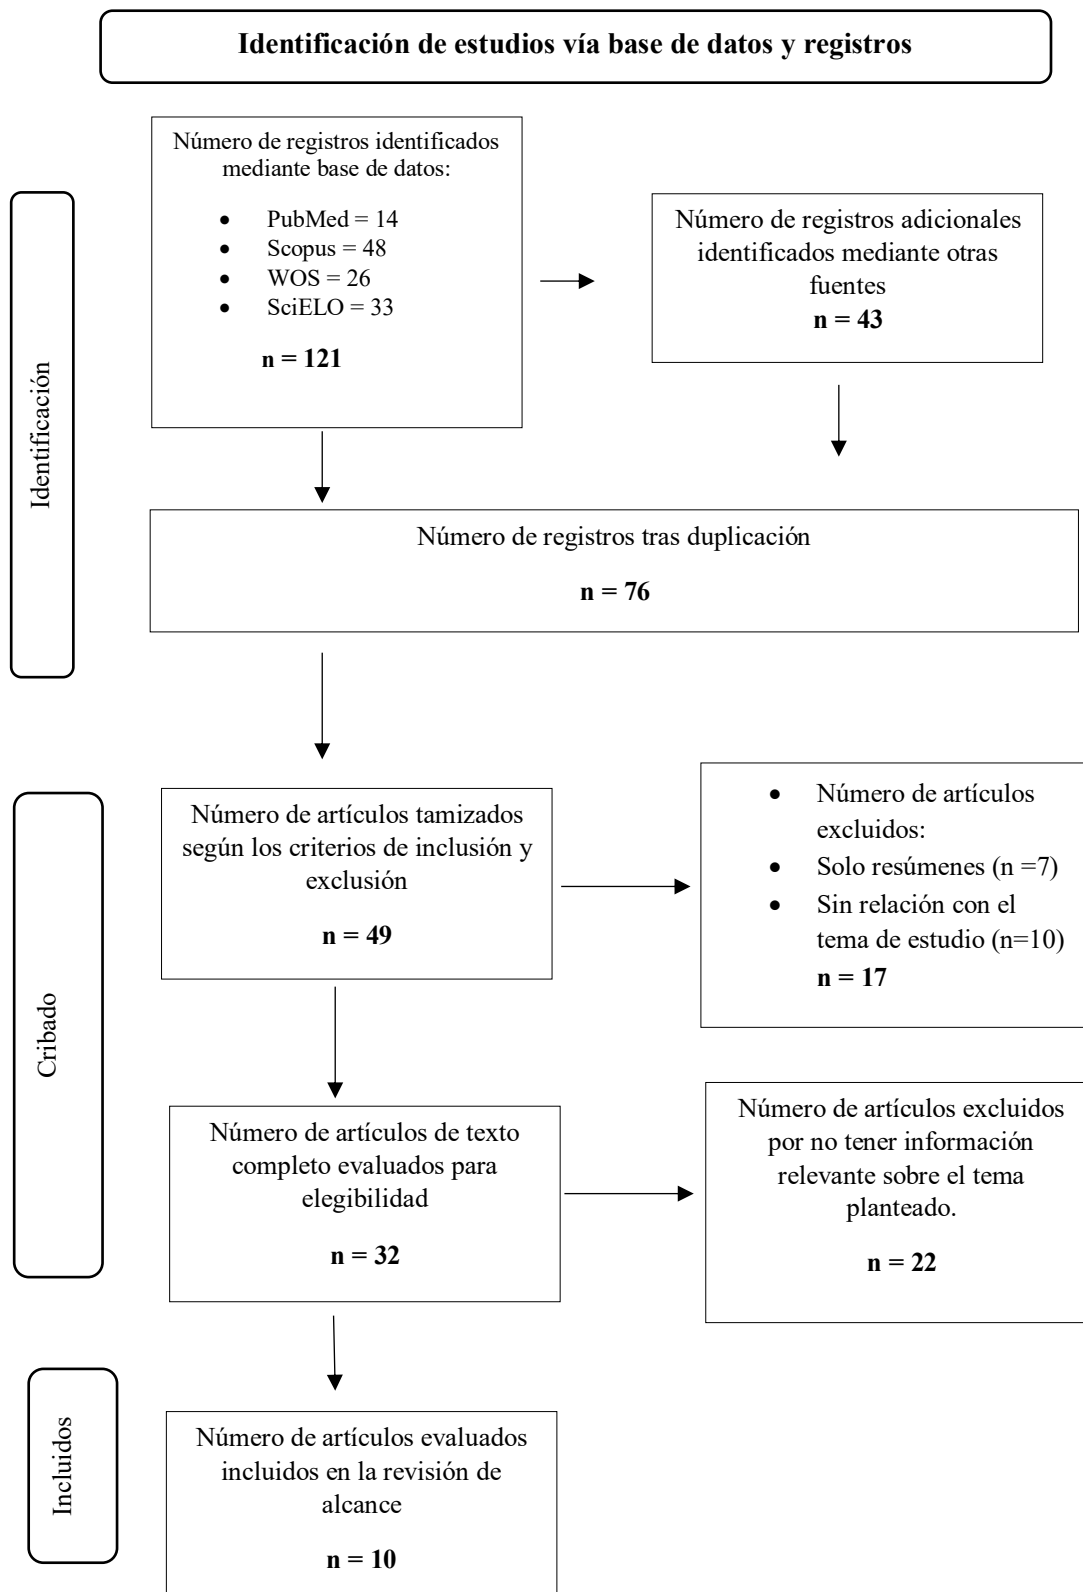 Identificación de estudios vía base de datos y registros
Identificación
Número de registros identificados
mediante base de datos:
• PubMed = 14
• Scopus = 48
• WOS = 26
• SciELO = 33
n = 121
Número de registros adicionales
identificados mediante otras
fuentes
n = 43
Número de registros tras duplicación
n = 76
Cribado
Número de artículos tamizados
según los criterios de inclusión y
exclusión
n = 49
• Número de artículos
excluidos:
• Solo resúmenes (n =7)
• Sin relación con el
tema de estudio (n=10)
n = 17
Número de artículos de texto
completo evaluados para
elegibilidad
n = 32
Número de artículos excluidos
por no tener información
relevante sobre el tema
planteado.
n = 22
Incluidos
Número de artículos evaluados
incluidos en la revisión de
alcance
n = 10